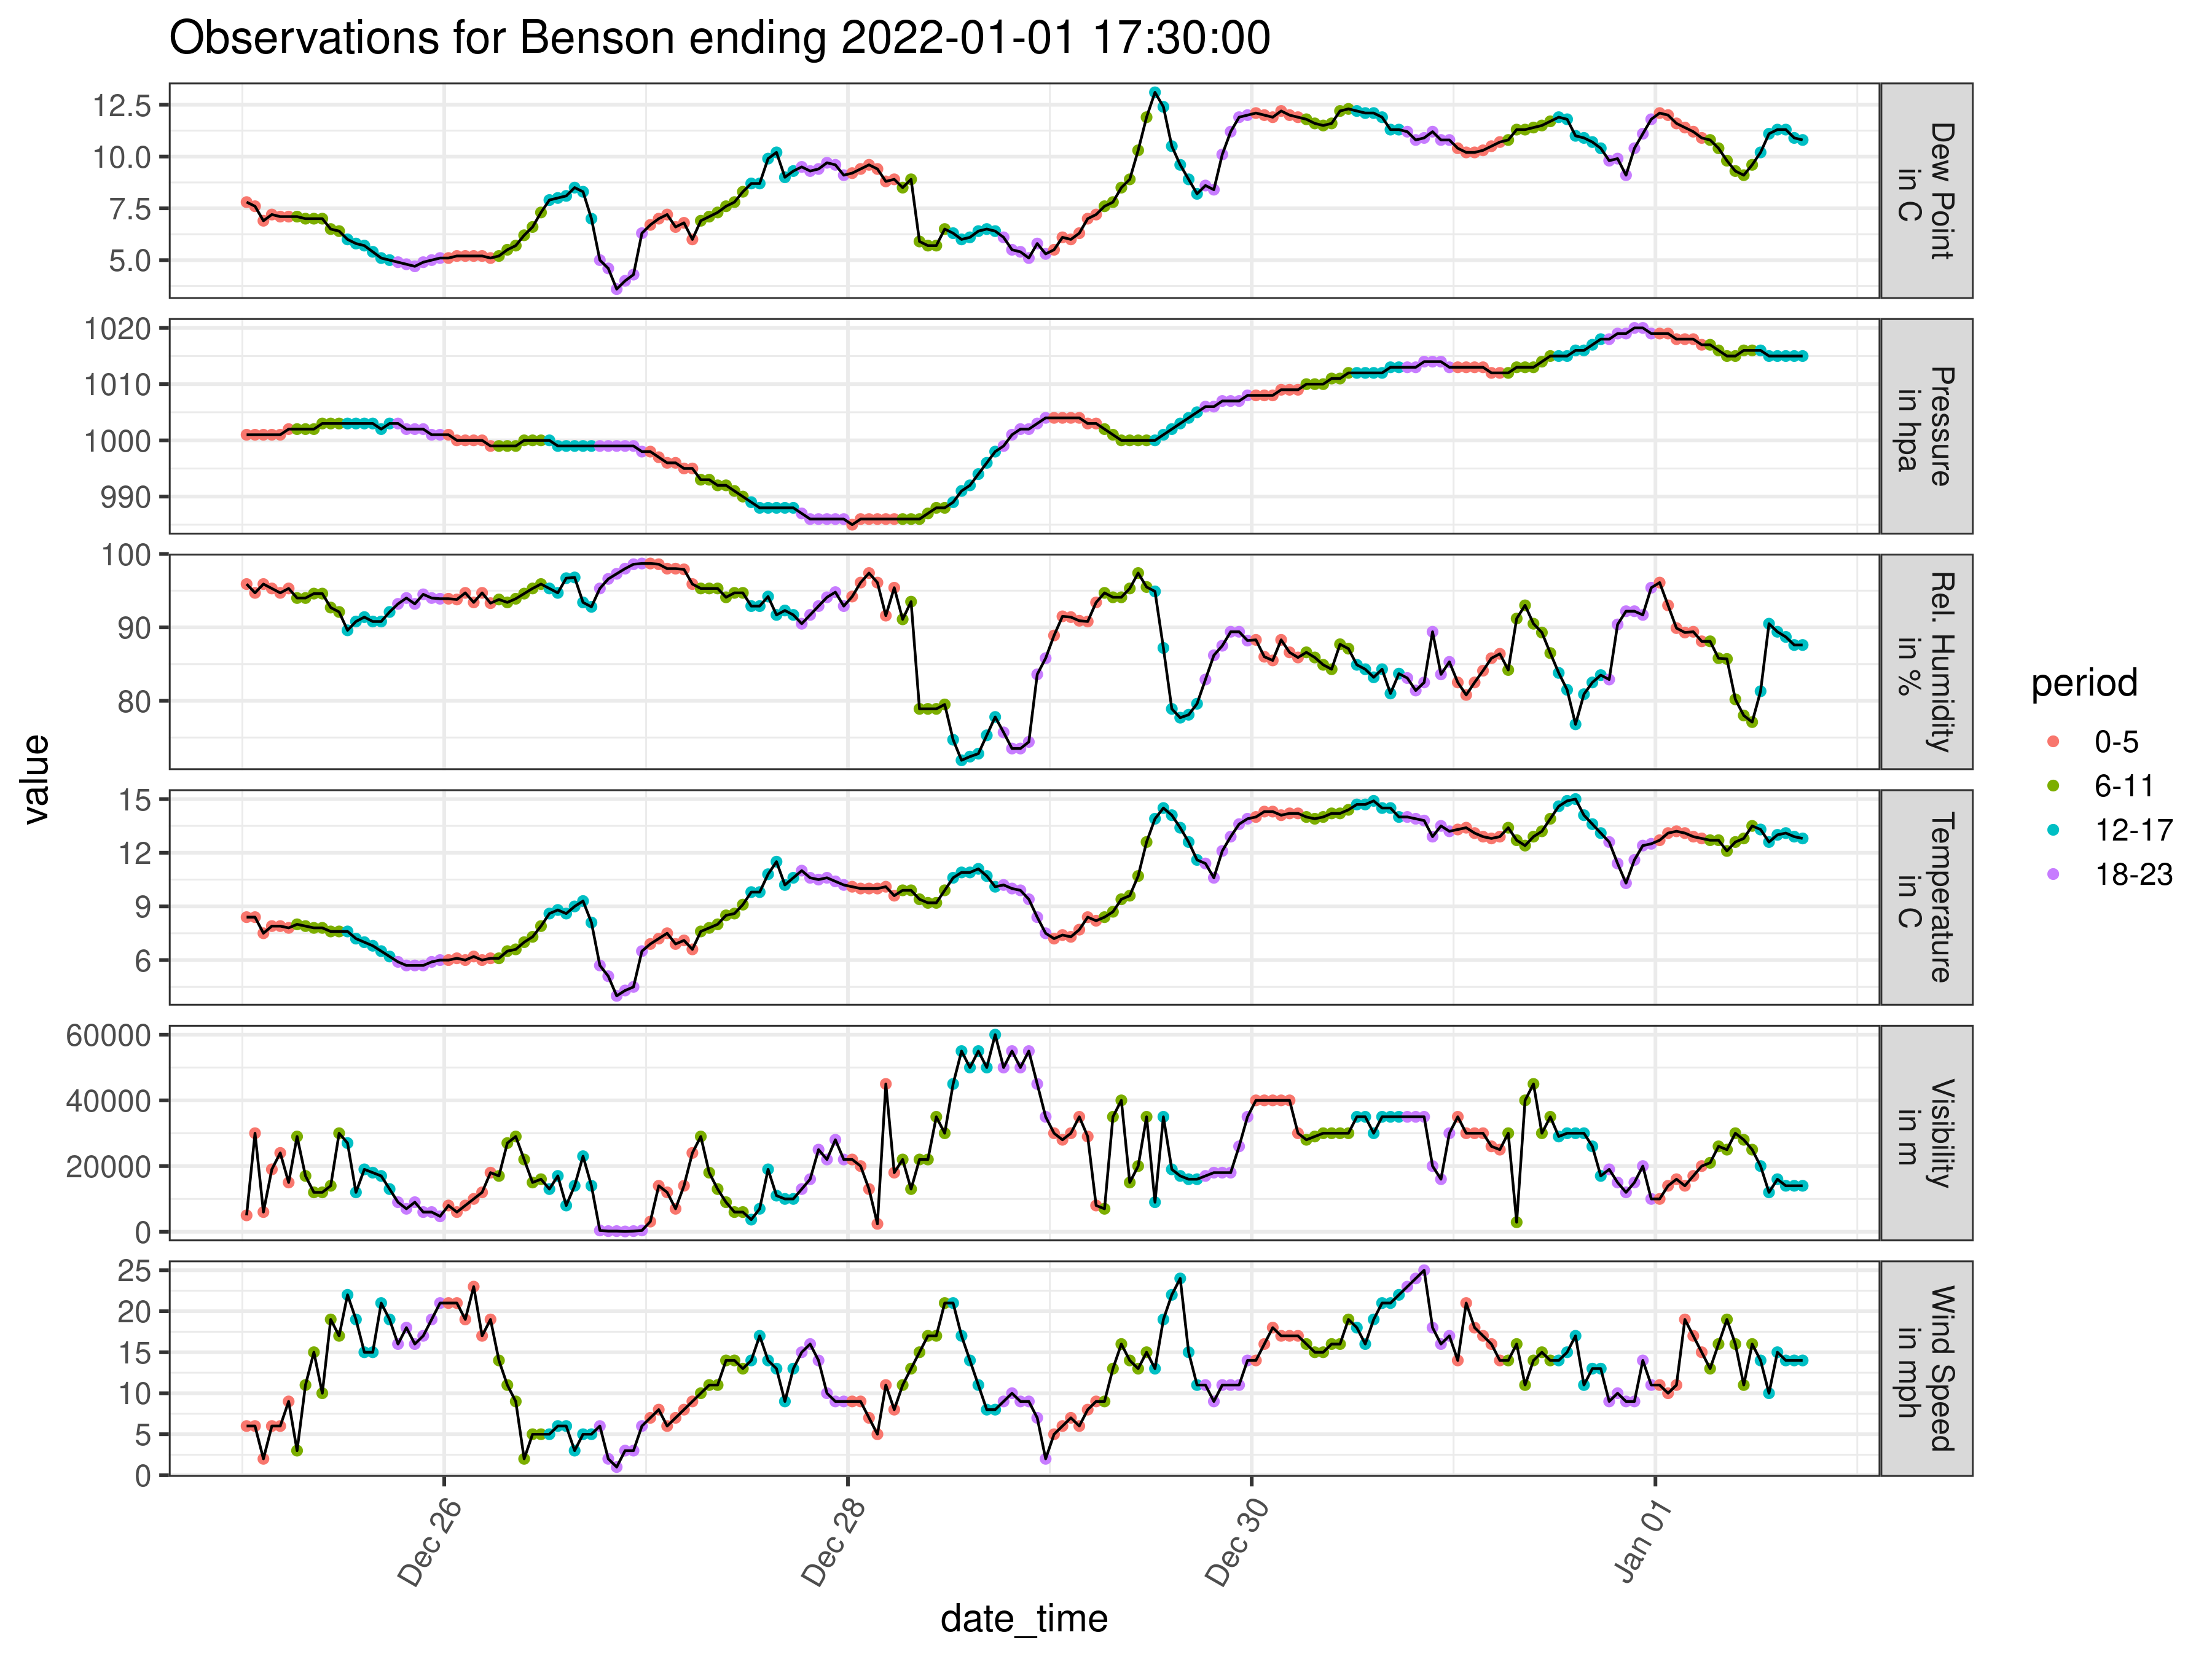 Observations for Benson ending 2022-01-01 17:30:00
12.5
10.0
7.5
5.0
Dew Point
in C
1020
1010
1000
990
Pressure
in hpa
100
90
80
Rel. Humidity
in %
15
12
9
6
Temperature
in C
60000
40000
20000
0
Visibility
in m
25
20
15
10
5
0
Wind Speed
in mph
value
Dec 26
Dec 28
Dec 30
Jan 01
date_time
period
0-5
6-11
12-17
18-23